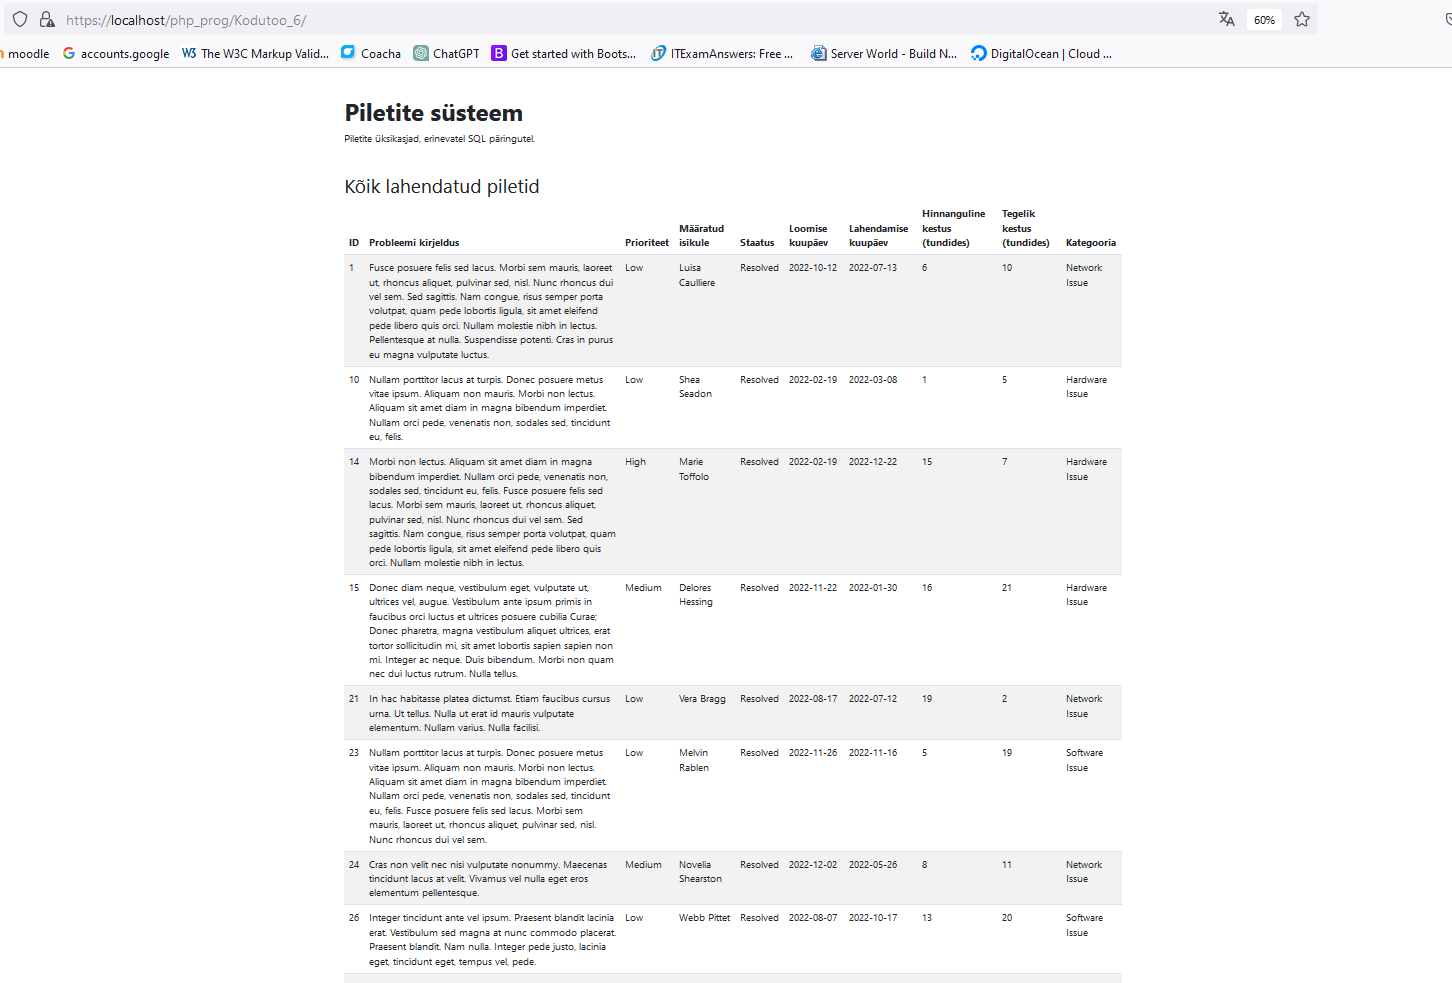 https://localhost/php_prog/Kodutoo_6/
60%
moodle
accounts.google
The W3C Markup Valid...
Coacha
ChatGPT
Get started with Boots...
ITExamAnswers: Free ...
Server World - Build N...
DigitalOcean | Cloud ...
Piletite süsteem
Piletite üksikasjad, erinevatel SQL päringutel.
Kõik lahendatud piletid
ID Probleemi kirjeldus Prioriteet Määratud isikule Staatus Loomise kuupäev Lahendamise kuupäev Hinnanguline kestus (tundides) Tegelik kestus (tundides) Kategooria
1 Fusce posuere felis sed lacus. Morbi sem mauris, laoreet Low Luisa Resolved 2022-10-12 2022-07-13 6 10 Network
ut, rhoncus aliquet, pulvinar sed, nisl. Nunc rhoncus dui Caulliere Issue
vel sem. Sed sagittis. Nam congue, risus semper porta
volutpat, quam pede lobortis ligula, sit amet eleifend
pede libero quis orci. Nullam molestie nibh in lectus.
Pellentesque at nulla. Suspendisse potenti. Cras in purus
eu magna vulputate luctus.
10 Nullam porttitor lacus at turpis. Donec posuere metus Low Shea Resolved 2022-02-19 2022-03-08 1 5 Hardware
vitae ipsum. Aliquam non mauris. Morbi non lectus. Seadon Issue
Aliquam sit amet diam in magna bibendum imperdiet.
Nullam orci pede, venenatis non, sodales sed, tincidunt
eu, felis.
14 Morbi non lectus. Aliquam sit amet diam in magna High Marie Resolved 2022-02-19 2022-12-22 15 7 Hardware
bibendum imperdiet. Nullam orci pede, venenatis non, Toffolo Issue
sodales sed, tincidunt eu, felis. Fusce posuere felis sed
lacus. Morbi sem mauris, laoreet ut, rhoncus aliquet,
pulvinar sed, nisl. Nunc rhoncus dui vel sem. Sed
sagittis. Nam congue, risus semper porta volutpat, quam
pede lobortis ligula, sit amet eleifend pede libero quis
orci. Nullam molestie nibh in lectus.
15 Donec diam neque, vestibulum eget, vulputate ut, Medium Delores Resolved 2022-11-22 2022-01-30 16 21 Hardware
ultrices vel, augue. Vestibulum ante ipsum primis in Hessing Issue
faucibus orci luctus et ultrices posuere cubilia Curae;
Donec pharetra, magna vestibulum aliquet ultrices, erat
tortor sollicitudin mi, sit amet lobortis sapien sapien non
mi. Integer ac neque. Duis bibendum. Morbi non quam
nec dui luctus rutrum. Nulla tellus.
21 In hac habitasse platea dictumst. Etiam faucibus cursus Low Vera Bragg Resolved 2022-08-17 2022-07-12 19 2 Network
urna. Ut tellus. Nulla ut erat id mauris vulputate Issue
elementum. Nullam varius. Nulla facilisi.
23 Nullam porttitor lacus at turpis. Donec posuere metus Low Melvin Resolved 2022-11-26 2022-11-16 5 19 Software
vitae ipsum. Aliquam non mauris. Morbi non lectus. Rablen Issue
Aliquam sit amet diam in magna bibendum imperdiet.
Nullam orci pede, venenatis non, sodales sed, tincidunt
eu, felis. Fusce posuere felis sed lacus. Morbi sem
mauris, laoreet ut, rhoncus aliquet, pulvinar sed, nisl.
Nunc rhoncus dui vel sem.
24 Cras non velit nec nisi vulputate nonummy. Maecenas Medium Novelia Resolved 2022-12-02 2022-05-26 8 11 Network
tincidunt lacus at velit. Vivamus vel nulla eget eros Shearston Issue
elementum pellentesque.
26 Integer tincidunt ante vel ipsum. Praesent blandit lacinia Low Webb Pittet Resolved 2022-08-07 2022-10-17 13 20 Software
erat. Vestibulum sed magna at nunc commodo placerat. Issue
Praesent blandit. Nam nulla. Integer pede justo, lacinia
eget, tincidunt eget, tempus vel, pede.